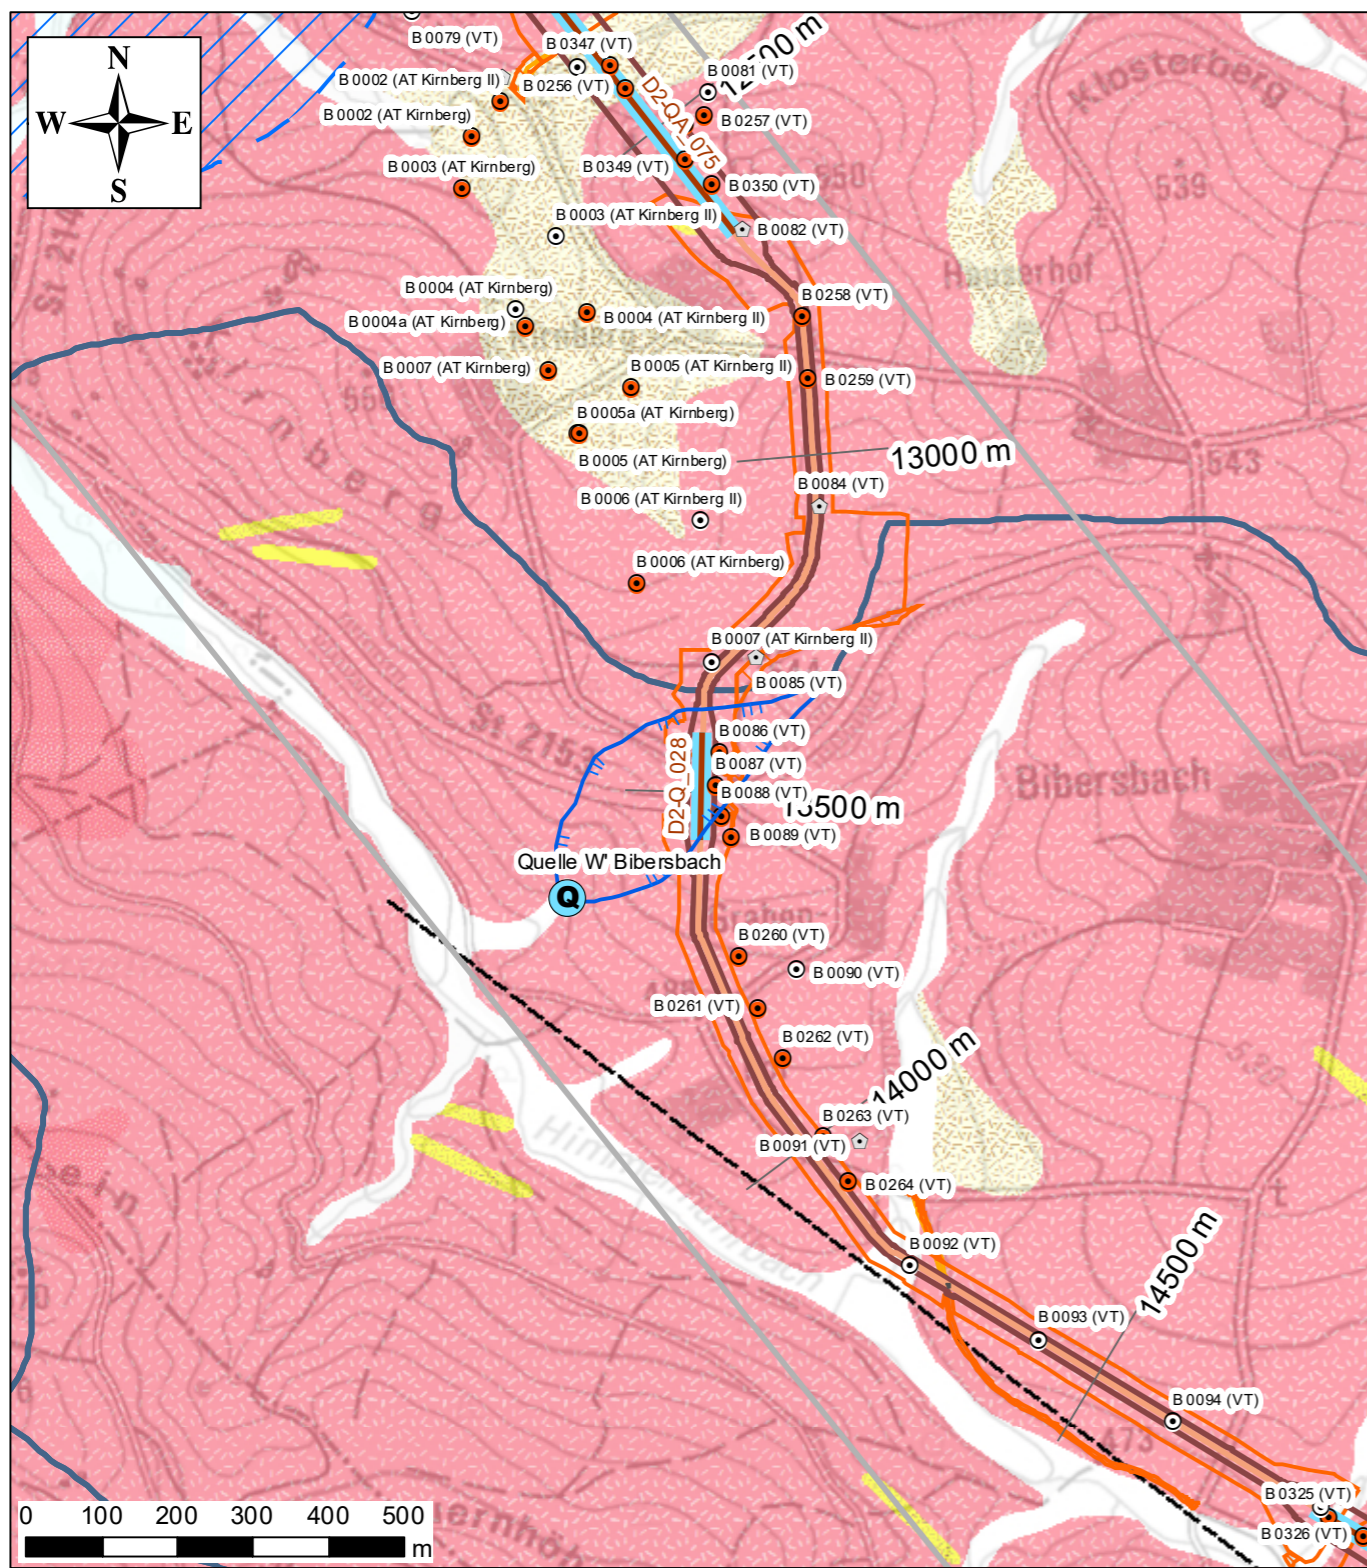 N
W E
S
B 0079 (VT)
B 0347 (VT)
12500 m
B 0002 (AT Kirnberg II)
B 0256 (VT)
B 0081 (VT)
B 0002 (AT Kirnberg)
B 0257 (VT)
D2-QA_075
B 0003 (AT Kirnberg)
B 0349 (VT)
B 0350 (VT)
539
B 0003 (AT Kirnberg II)
B 0082 (VT)
B 0004 (AT Kirnberg)
B 0258 (VT)
B 0004a (AT Kirnberg)
B 0004 (AT Kirnberg II)
B 0007 (AT Kirnberg)
B 0005 (AT Kirnberg II)
B 0259 (VT)
B 0005a (AT Kirnberg)
B 0005 (AT Kirnberg)
13000 m
543
B 0084 (VT)
B 0006 (AT Kirnberg II)
B 0006 (AT Kirnberg)
B 0007 (AT Kirnberg II)
B 0085 (VT)
St 2153
B 0086 (VT)
D2-Q_028
B 0087 (VT)
B 0088 (VT)
13500 m
Bibersbach
B 0089 (VT)
Quelle W' Bibersbach
Q
Graben
B 0260 (VT)
B 0090 (VT)
B 0261 (VT)
B 0262 (VT)
14000 m
B 0263 (VT)
B 0091 (VT)
B 0264 (VT)
B 0092 (VT)
14500 m
B 0093 (VT)
B 0094 (VT)
473
B 0325 (VT)
B 0326 (VT)
0 100 200 300 400 500
m